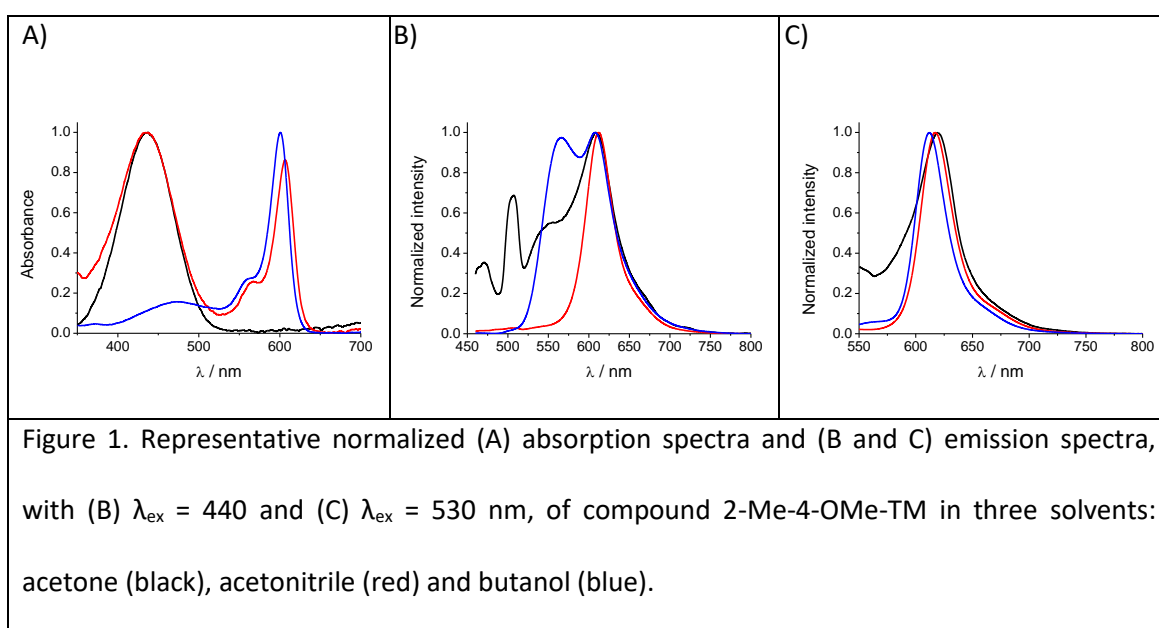 A)
B)
C)
1.0
0.8
0.6
0.4
0.2
0.0
Absorbance
400 500 600 700
λ / nm
1.0
0.8
0.6
0.4
0.2
0.0
Normalized intensity
450 500 550 600 650 700 750 800
λ / nm
1.0
0.8
0.6
0.4
0.2
0.0
Normalized intensity
550 600 650 700 750 800
λ / nm
Figure 1. Representative normalized (A) absorption spectra and (B and C) emission spectra,
with (B) λex = 440 and (C) λex = 530 nm, of compound 2-Me-4-OMe-TM in three solvents:
acetone (black), acetonitrile (red) and butanol (blue).